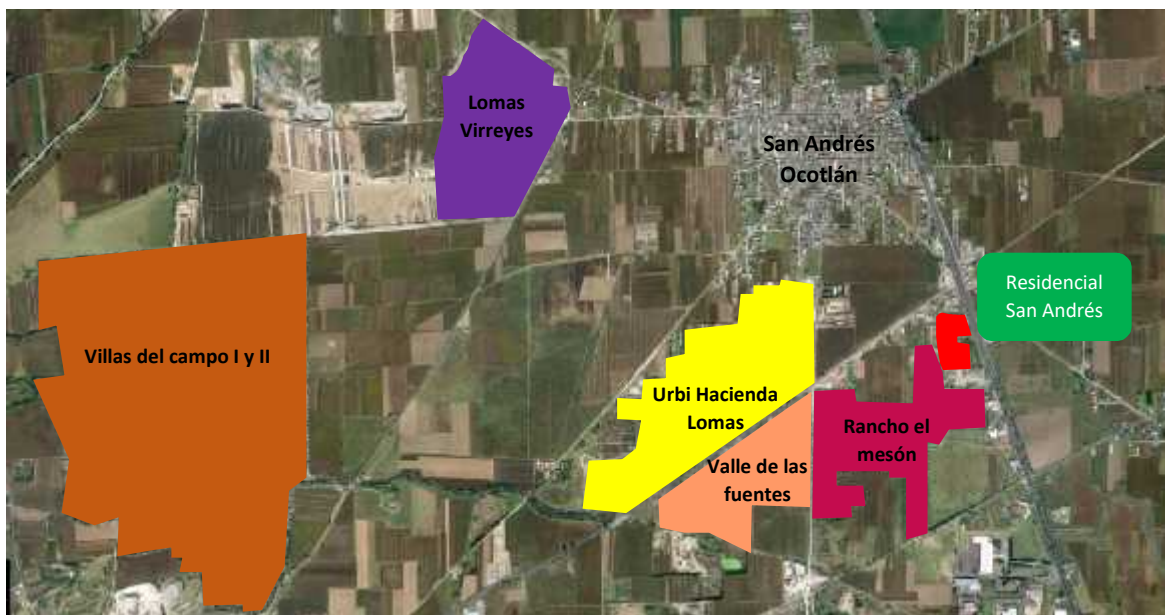 Lomas
Virreyes
San Andrés
Ocotlán
Residencial
San Andrés
Villas del campo I y II
Urbi Hacienda
Lomas
Rancho el
mesón
Valle de las
fuentes